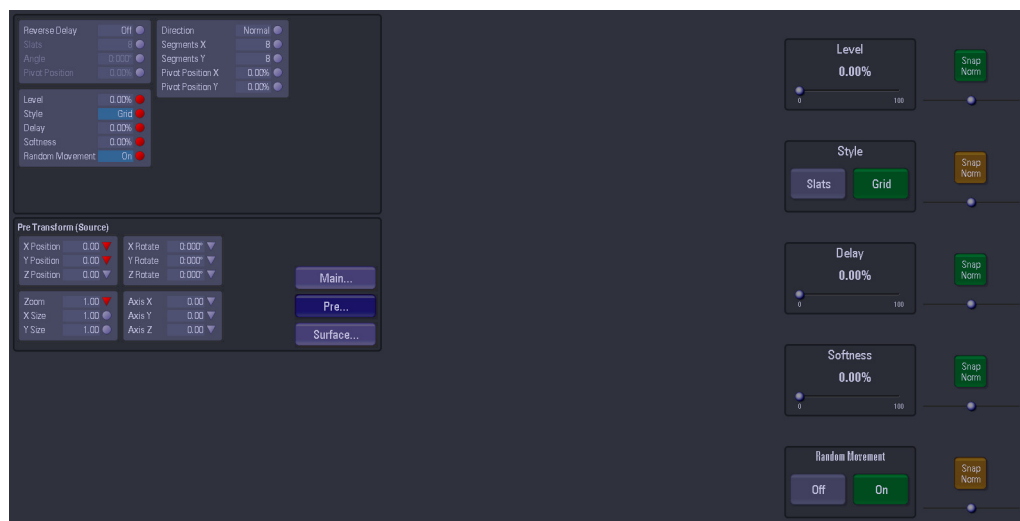 Reverse Delay Off
Slats 8
Angle 0.000°
Pivot Position 0.00%
Direction Normal
Segments X 8
Segments Y 8
Pivot Position X 0.00%
Pivot Position Y 0.00%
Level 0.00%
Style Grid
Delay 0.00%
Softness 0.00%
Random Movement On
Pre Transform (Source)
X Position 0.00
Y Position 0.00
Z Position 0.00
X Rotate 0:000°
Y Rotate 0:000°
Z Rotate 0:000°
Zoom 1.00
X Size 1.00
Y Size 1.00
Axis X 0.00
Axis Y 0.00
Axis Z 0.00
Main...
Pre...
Surface...
Level
0.00%
0 100
Snap
Norm
Style
Slats Grid
Snap
Norm
Delay
0.00%
0 100
Snap
Norm
Softness
0.00%
0 100
Snap
Norm
Random Movement
Off On
Snap
Norm